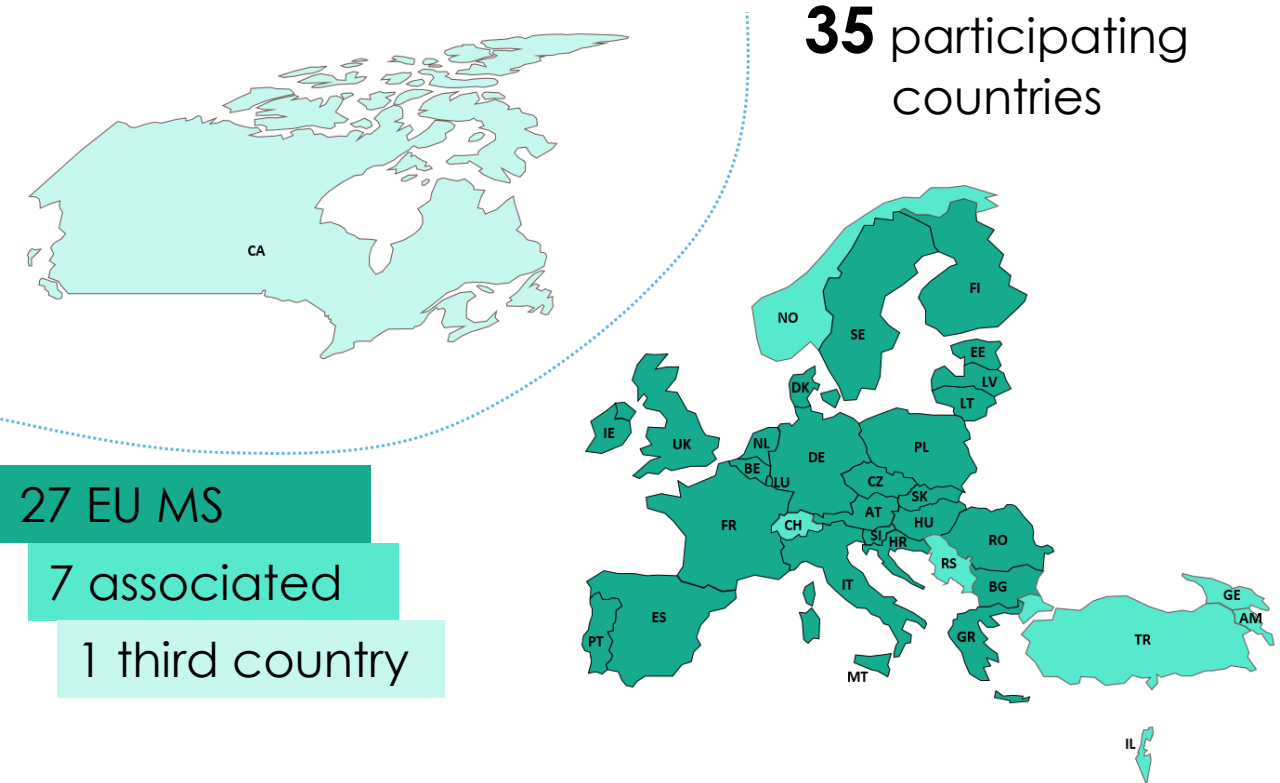 35 participating
countries
CA
NO
SE
FI
EE
LV
LT
DK
IE
UK
NL
BE
LU
DE
PL
CZ
SK
FR
CH
AT
HU
SI
HR
RO
RS
BG
IT
ES
PT
GR
MT
TR
GE
AM
IL
27 EU MS
7 associated
1 third country